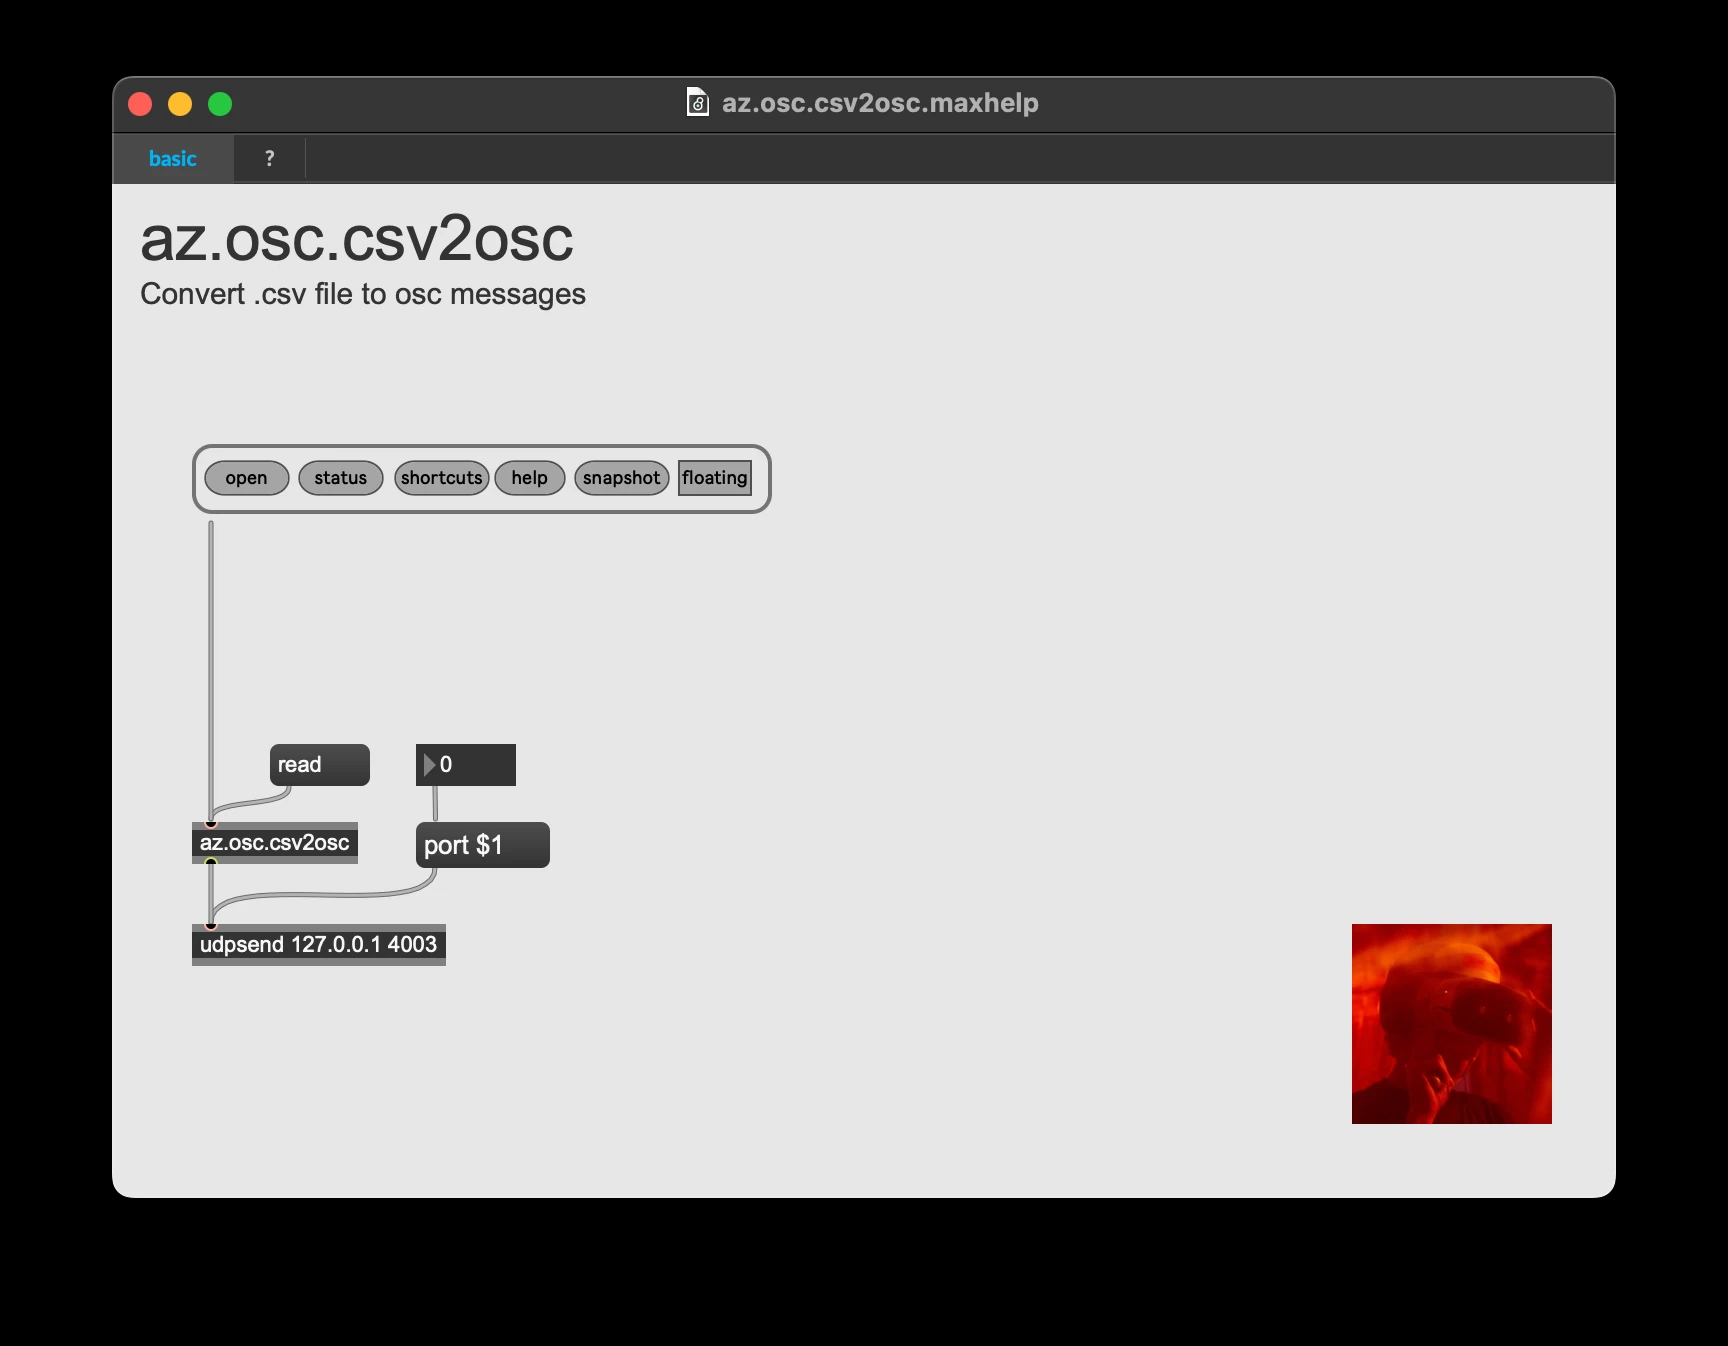 az.osc.csv2osc.maxhelp
basic ?
az.osc.csv2osc
Convert .csv file to osc messages
open status shortcuts help snapshot floating
read 0
az.osc.csv2osc port $1
udpsend 127.0.0.1 4003